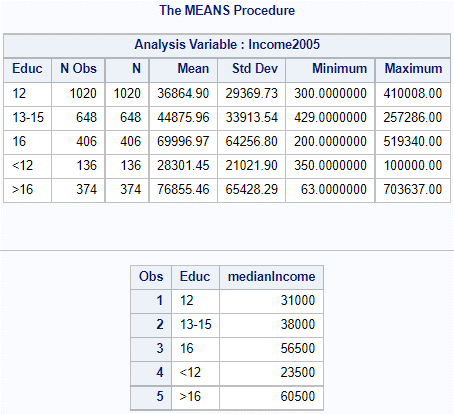 The MEANS Procedure
Analysis Variable : Income2005
Educ N Obs N Mean Std Dev Minimum Maximum
12 1020 1020 36864.90 29369.73 300.0000000 410008.00
13-15 648 648 44875.96 33913.54 429.0000000 257286.00
16 406 406 69996.97 64256.80 200.0000000 519340.00
<12 136 136 28301.45 21021.90 350.0000000 100000.00
>16 374 374 76855.46 65428.29 63.0000000 703637.00
Obs Educ medianIncome
1 12 31000
2 13-15 38000
3 16 56500
4 <12 23500
5 >16 60500